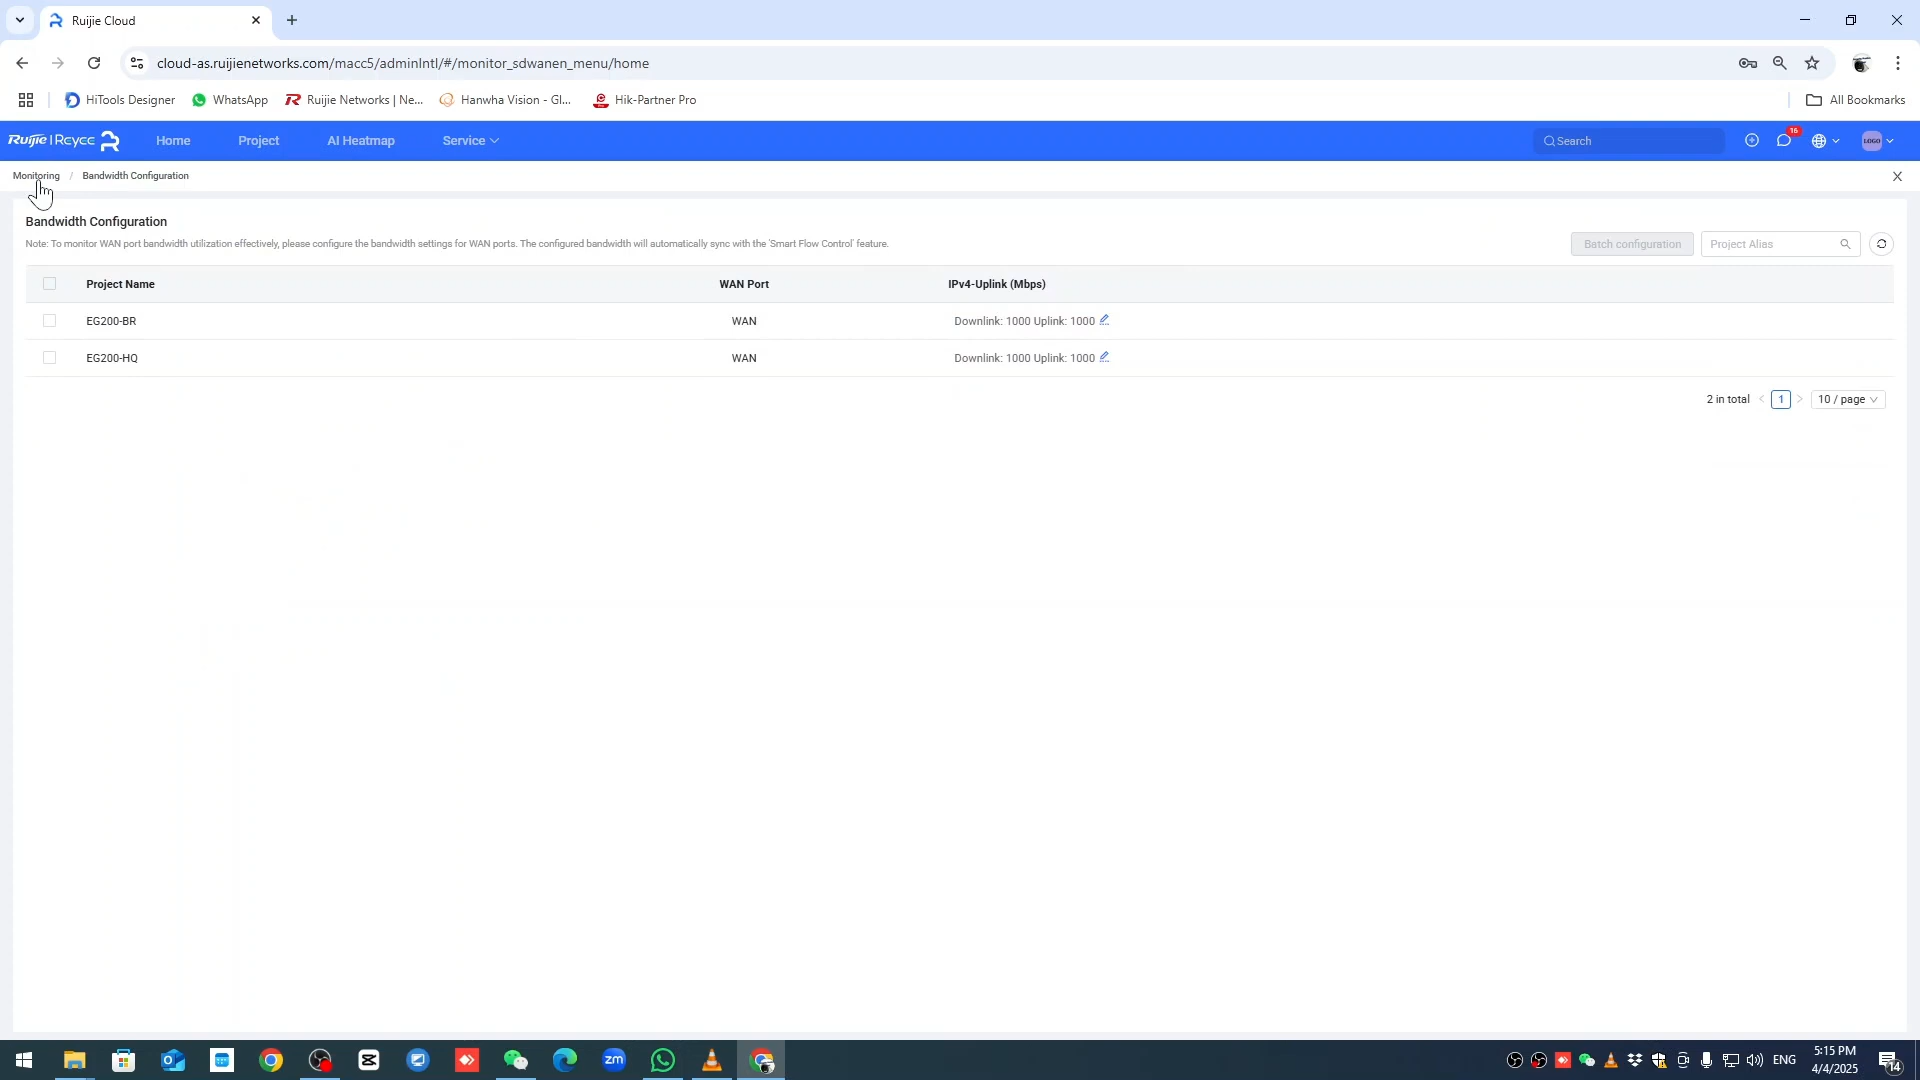 Ruijie Cloud
cloud-as.ruijienetworks.com/macc5/adminIntl/#/monitor_sdwanen_menu/home
HiTools Designer WhatsApp Ruijie Networks | Ne... Hanwha Vision - Gl... Hik-Partner Pro All Bookmarks
Ruijie | Reyee Home Project AI Heatmap Service Search 16 LOGO
Monitoring / Bandwidth Configuration
Bandwidth Configuration
Note: To monitor WAN port bandwidth utilization effectively, please configure the bandwidth settings for WAN ports. The configured bandwidth will automatically sync with the 'Smart Flow Control' feature.
Batch configuration Project Alias
Project Name WAN Port IPv4-Uplink (Mbps)
EG200-BR WAN Downlink: 1000 Uplink: 1000
EG200-HQ WAN Downlink: 1000 Uplink: 1000
2 in total < 1 > 10 / page
zm ENG 5:15 PM
4/4/2025 14